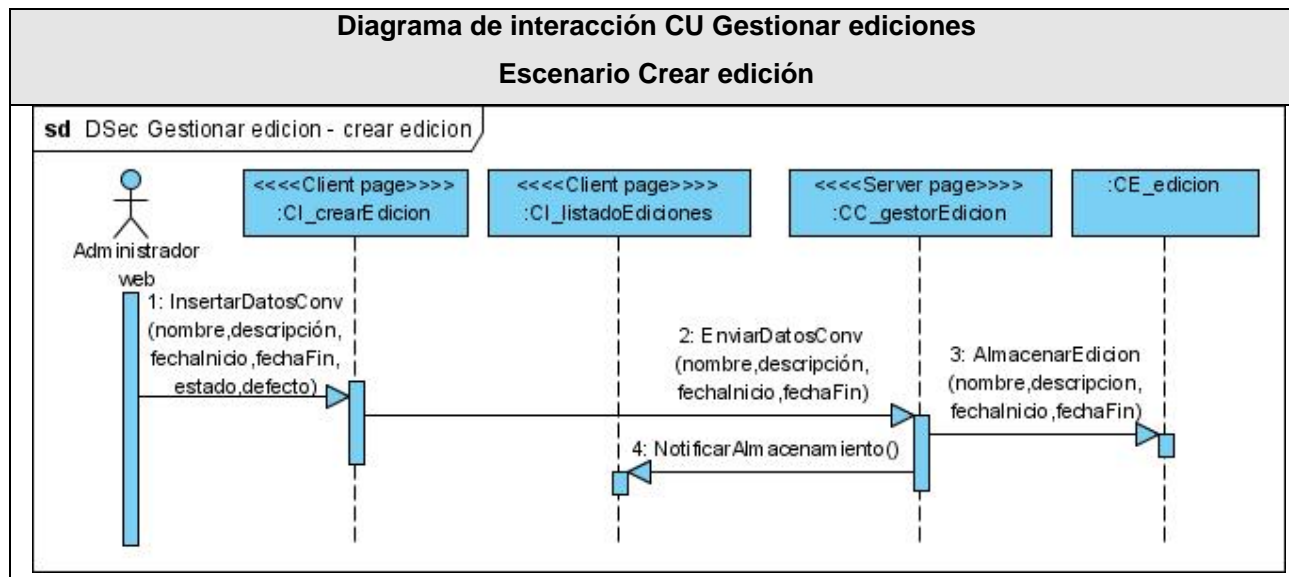 Diagrama de interacción CU Gestionar ediciones
Escenario Crear edición
sd DSec Gestionar edicion - crear edicion
Administrador
web
<<<<Client page>>>>
:CI_crearEdicion
<<<<Client page>>>>
:CI_listadoEdiciones
<<<<Server page>>>>
:CC_gestorEdicion
:CE_edicion
1: InsertarDatosConv
(nombre,descripción,
fechaInicio,fechaFin,
estado,defecto)
2: EnviarDatosConv
(nombre,descripción,
fechaInicio,fechaFin)
3: AlmacenarEdicion
(nombre,descripcion,
fechaInicio,fechaFin)
4: NotificarAlmacenamiento()